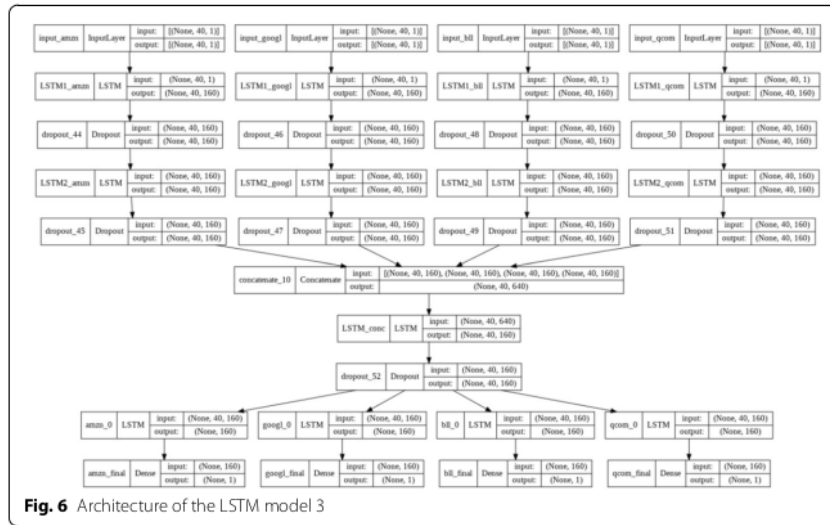 input_amzn InputLayer input: [(None, 40, 1)] output: [(None, 40, 1)]
input_googl InputLayer input: [(None, 40, 1)] output: [(None, 40, 1)]
input_bll InputLayer input: [(None, 40, 1)] output: [(None, 40, 1)]
input_qcom InputLayer input: [(None, 40, 1)] output: [(None, 40, 1)]
LSTM1_amzn LSTM input: (None, 40, 1) output: (None, 40, 160)
LSTM1_googl LSTM input: (None, 40, 1) output: (None, 40, 160)
LSTM1_bll LSTM input: (None, 40, 1) output: (None, 40, 160)
LSTM1_qcom LSTM input: (None, 40, 1) output: (None, 40, 160)
dropout_44 Dropout input: (None, 40, 160) output: (None, 40, 160)
dropout_46 Dropout input: (None, 40, 160) output: (None, 40, 160)
dropout_48 Dropout input: (None, 40, 160) output: (None, 40, 160)
dropout_50 Dropout input: (None, 40, 160) output: (None, 40, 160)
LSTM2_amzn LSTM input: (None, 40, 160) output: (None, 40, 160)
LSTM2_googl LSTM input: (None, 40, 160) output: (None, 40, 160)
LSTM2_bll LSTM input: (None, 40, 160) output: (None, 40, 160)
LSTM2_qcom LSTM input: (None, 40, 160) output: (None, 40, 160)
dropout_45 Dropout input: (None, 40, 160) output: (None, 40, 160)
dropout_47 Dropout input: (None, 40, 160) output: (None, 40, 160)
dropout_49 Dropout input: (None, 40, 160) output: (None, 40, 160)
dropout_51 Dropout input: (None, 40, 160) output: (None, 40, 160)
concatenate_10 Concatenate input: [(None, 40, 160), (None, 40, 160), (None, 40, 160), (None, 40, 160)] output: (None, 40, 640)
LSTM_conc LSTM input: (None, 40, 640) output: (None, 40, 160)
dropout_52 Dropout input: (None, 40, 160) output: (None, 40, 160)
amzn_0 LSTM input: (None, 40, 160) output: (None, 160)
googl_0 LSTM input: (None, 40, 160) output: (None, 160)
bll_0 LSTM input: (None, 40, 160) output: (None, 160)
qcom_0 LSTM input: (None, 40, 160) output: (None, 160)
amzn_final Dense input: (None, 160) output: (None, 1)
googl_final Dense input: (None, 160) output: (None, 1)
bll_final Dense input: (None, 160) output: (None, 1)
qcom_final Dense input: (None, 160) output: (None, 1)
Fig. 6 Architecture of the LSTM model 3